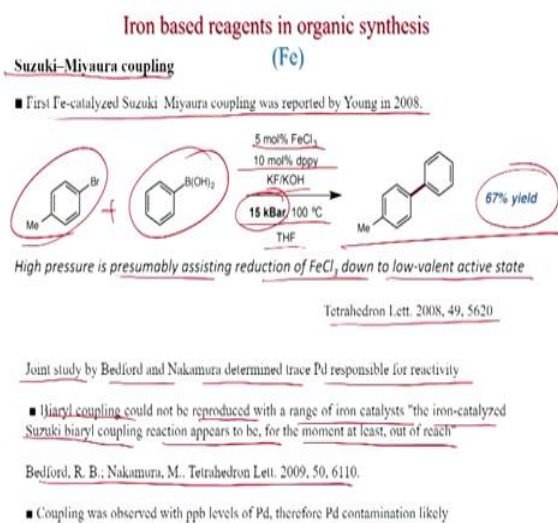 Iron based reagents in organic synthesis
(Fe)
Suzuki–Miyaura coupling
■ First Fe-catalyzed Suzuki Miyaura coupling was reported by Young in 2008.
5 mol% FeCl3
10 mol% dppy
KF/KOH
15 kBar/100 °C
THF
Br
Me
+
B(OH)2
Me
67% yield
High pressure is presumably assisting reduction of FeCl3 down to low-valent active state
Tetrahedron Lett. 2008, 49, 5620
Joint study by Bedford and Nakamura determined trace Pd responsible for reactivity
■ Biaryl coupling could not be reproduced with a range of iron catalysts "the iron-catalyzed
Suzuki biaryl coupling reaction appears to be, for the moment at least, out of reach"
Bedford, R. B.; Nakamura, M.. Tetrahedron Lett. 2009, 50, 6110.
■ Coupling was observed with ppb levels of Pd, therefore Pd contamination likely